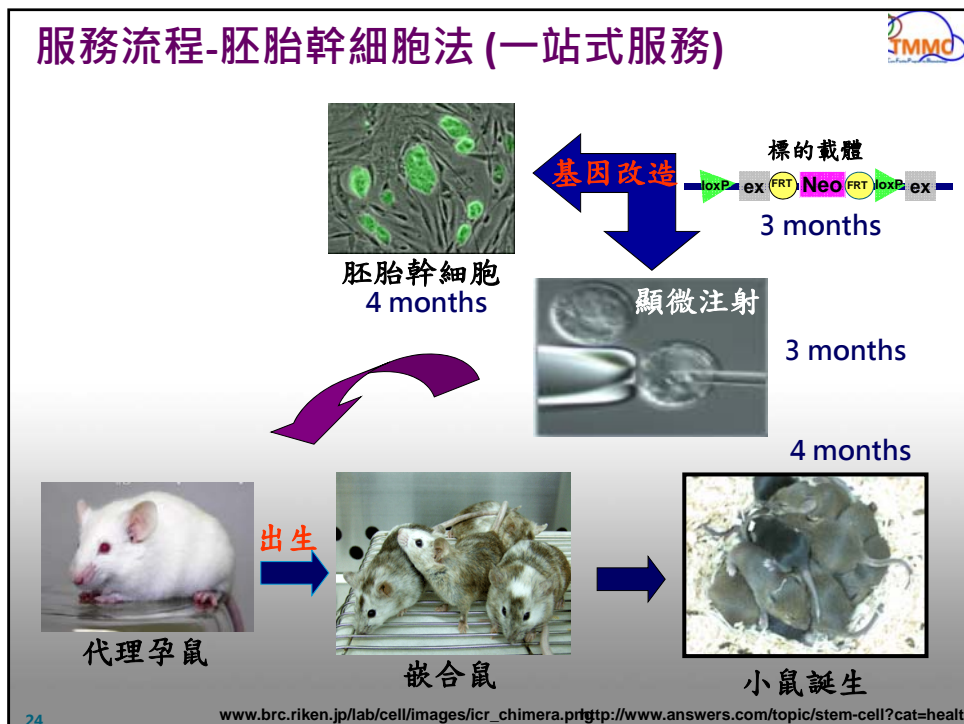 服務流程-胚胎幹細胞法 (一站式服務)
TMMC
標的載體
基因改造
loxP ex FRT Neo FRT loxP ex
3 months
胚胎幹細胞
4 months
顯微注射
3 months
4 months
出生
代理孕鼠
嵌合鼠
小鼠誕生
24
www.brc.riken.jp/lab/cell/images/icr_chimera.png
http://www.answers.com/topic/stem-cell?cat=healt